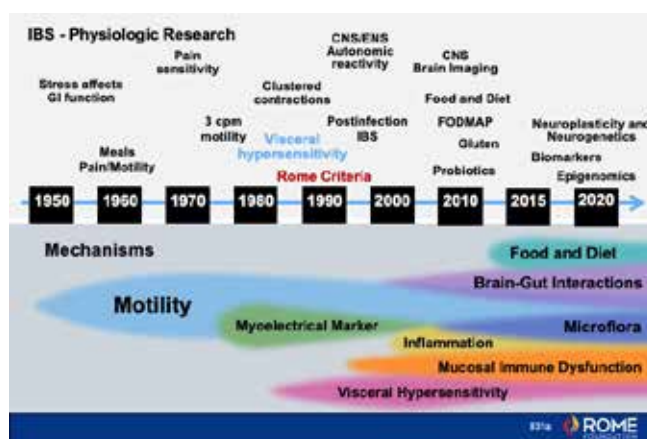 IBS - Physiologic Research
Stress affects
GI function
Meals
Pain/Motility
Pain
sensitivity
3 cpm
motility
Clustered
contractions
Visceral
hypersensitivity
Rome Criteria
CNS/ENS
Autonomic
reactivity
Postinfection
IBS
CNS
Brain Imaging
Food and Diet
FODMAP
Gluten
Probiotics
Neuroplasticity and
Neurogenetics
Biomarkers
Epigenomics
1950 1960 1970 1980 1990 2000 2010 2015 2020
Mechanisms
Food and Diet
Brain-Gut Interactions
Motility
Myoelectrical Marker
Microflora
Inflammation
Mucosal Immune Dysfunction
Visceral Hypersensitivity
ROME
FOUNDATION